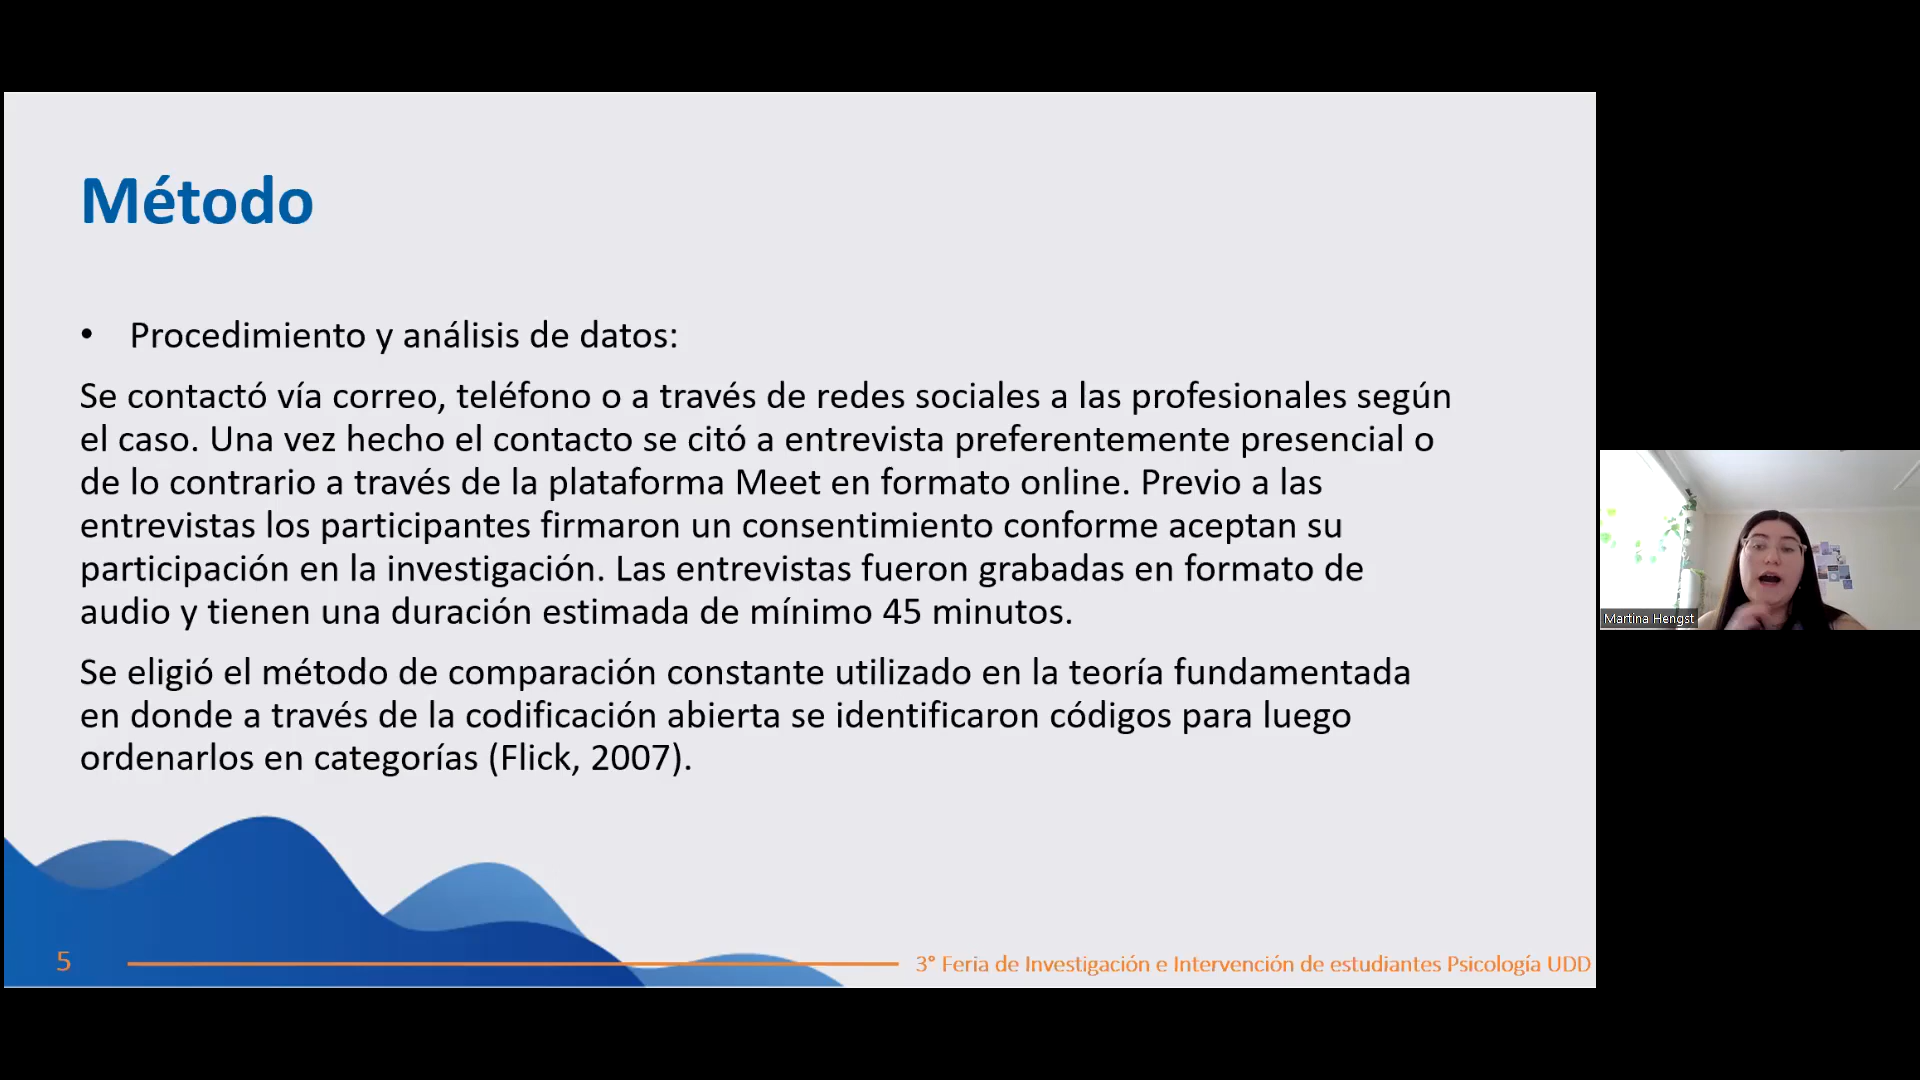 Método
• Procedimiento y análisis de datos:
Se contactó vía correo, teléfono o a través de redes sociales a las profesionales según
el caso. Una vez hecho el contacto se citó a entrevista preferentemente presencial o
de lo contrario a través de la plataforma Meet en formato online. Previo a las
entrevistas los participantes firmaron un consentimiento conforme aceptan su
participación en la investigación. Las entrevistas fueron grabadas en formato de
audio y tienen una duración estimada de mínimo 45 minutos.
Se eligió el método de comparación constante utilizado en la teoría fundamentada
en donde a través de la codificación abierta se identificaron códigos para luego
ordenarlos en categorías (Flick, 2007).
5
3° Feria de Investigación e Intervención de estudiantes Psicología UDD
Martina Hengst